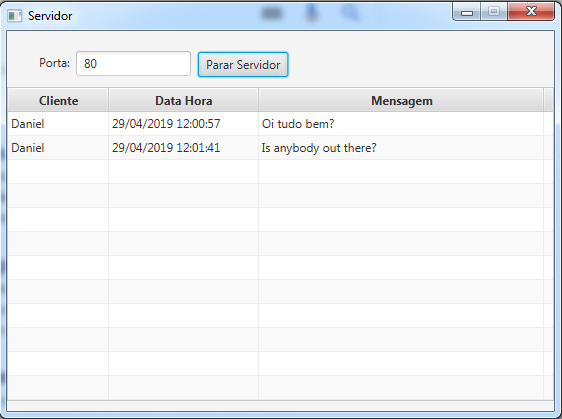 Servidor
Porta: 80 Parar Servidor
Cliente Data Hora Mensagem
Daniel 29/04/2019 12:00:57 Oi tudo bem?
Daniel 29/04/2019 12:01:41 Is anybody out there?